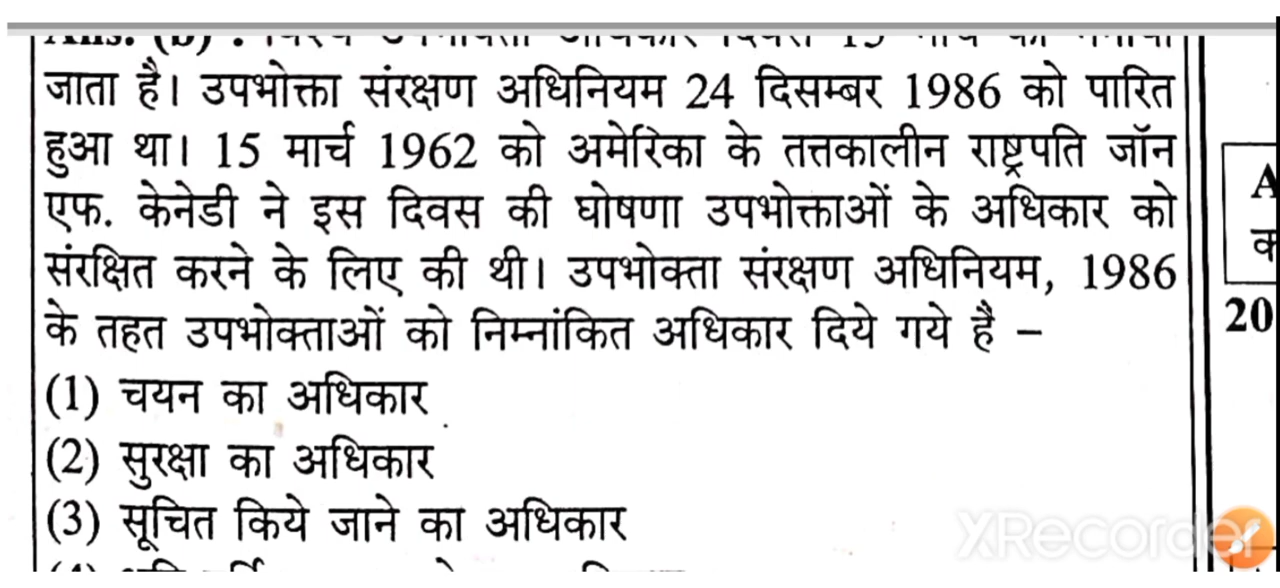 जाता है। उपभोक्ता संरक्षण अधिनियम 24 दिसम्बर 1986 को पारित
हुआ था। 15 मार्च 1962 को अमेरिका के तत्तकालीन राष्ट्रपति जॉन
एफ. केनेडी ने इस दिवस की घोषणा उपभोक्ताओं के अधिकार को
संरक्षित करने के लिए की थी। उपभोक्ता संरक्षण अधिनियम, 1986
के तहत उपभोक्ताओं को निम्नांकित अधिकार दिये गये है –
(1) चयन का अधिकार
(2) सुरक्षा का अधिकार
(3) सूचित किये जाने का अधिकार
A
20
XRecorder